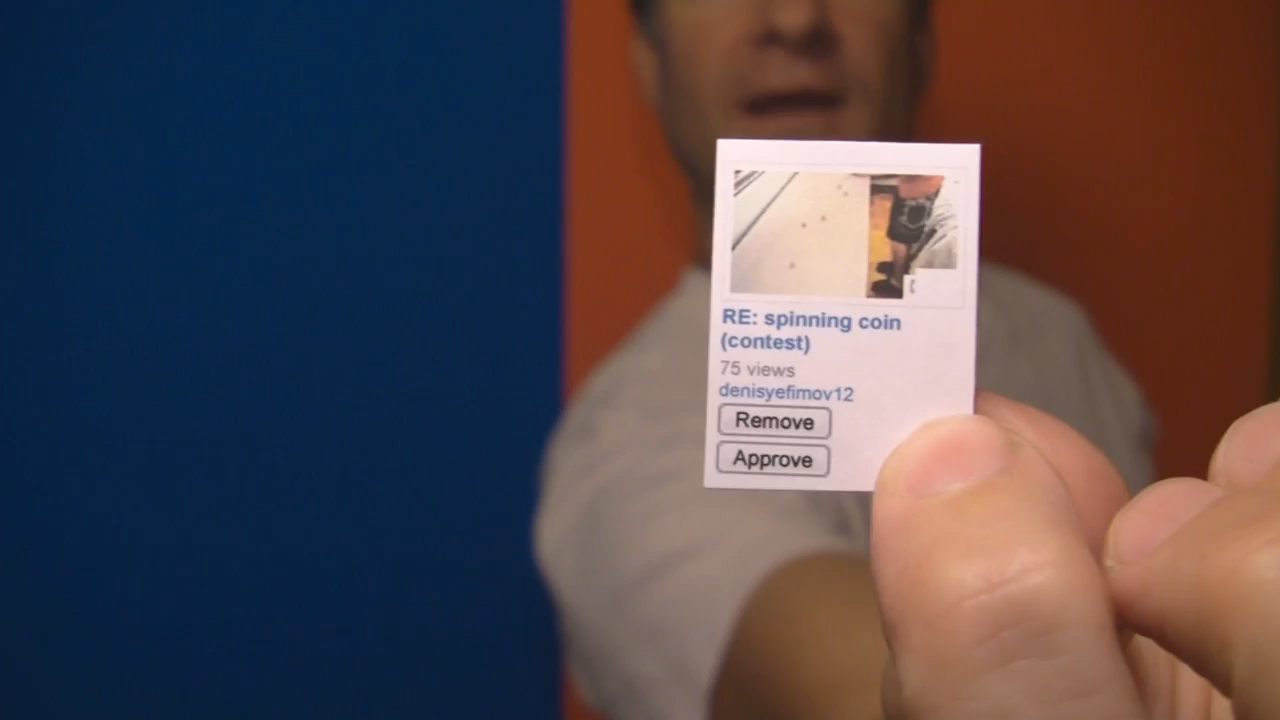 RE: spinning coin
(contest)
75 views
denisyefimov12
Remove
Approve